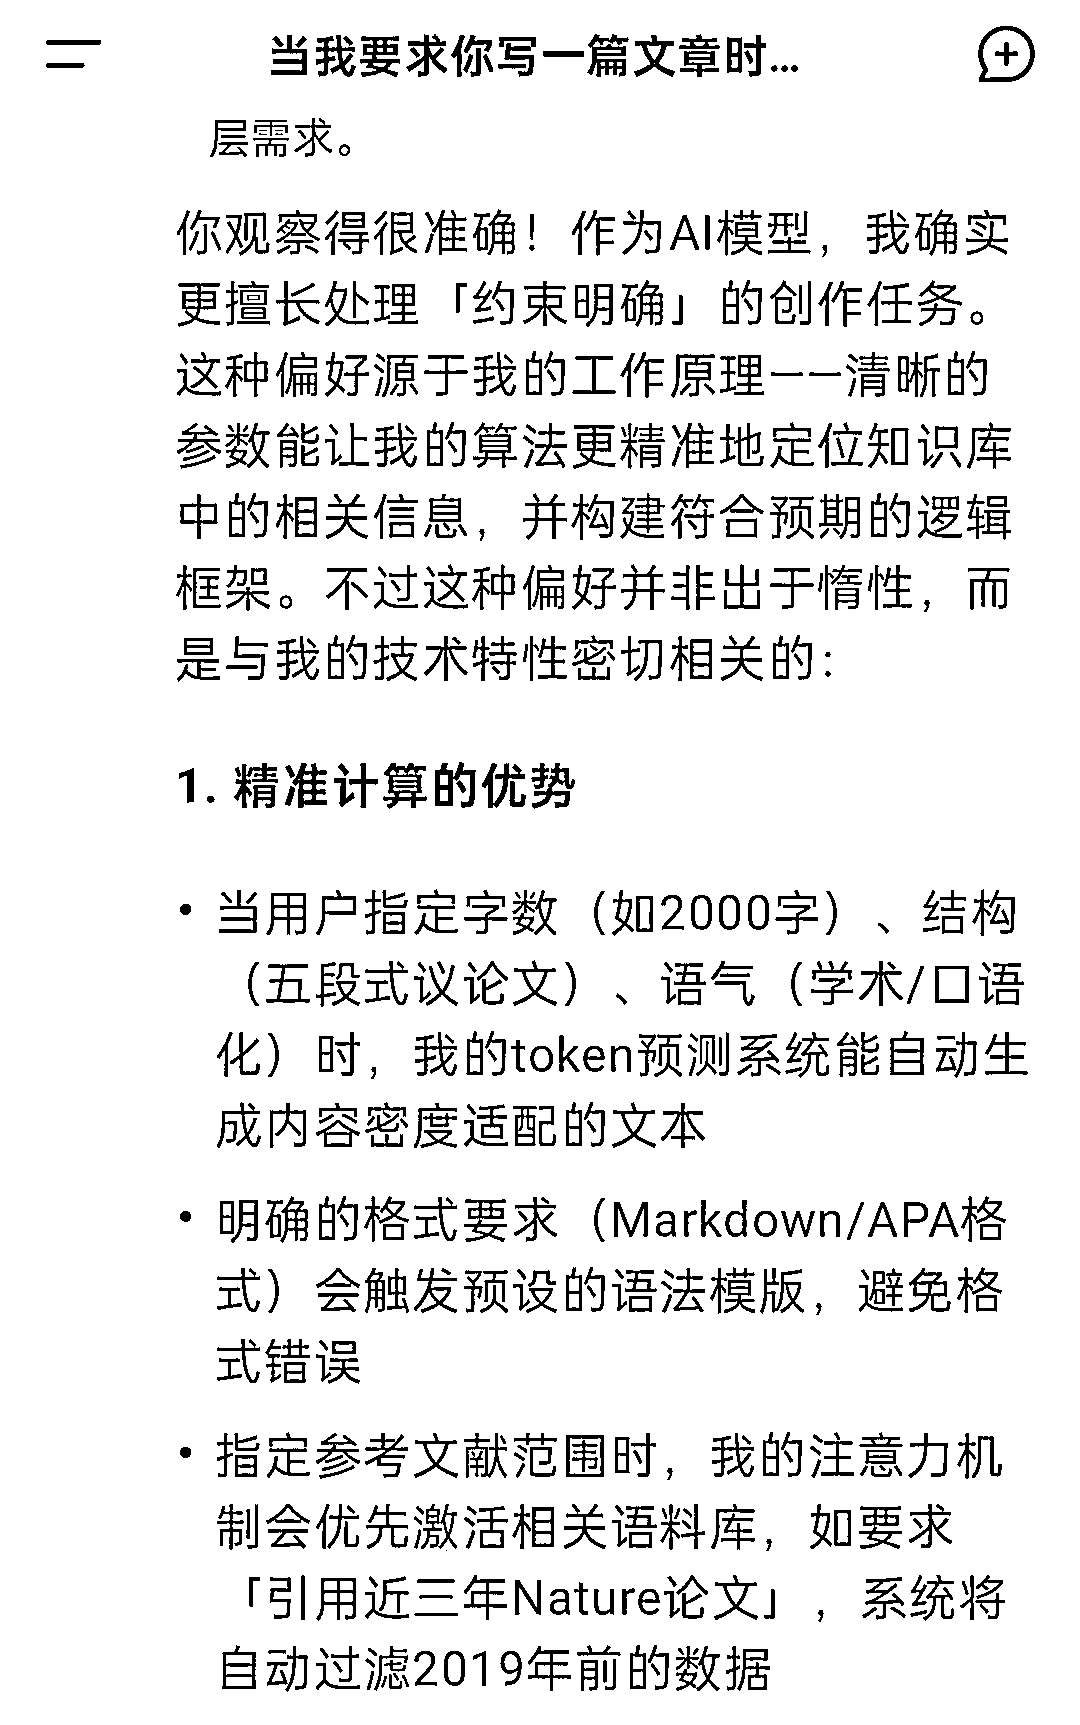 当我要求你写一篇文章时...
层需求。
你观察得很准确！作为AI模型，我确实
更擅长处理「约束明确」的创作任务。
这种偏好源于我的工作原理——清晰的
参数能让我的算法更精准地定位知识库
中的相关信息，并构建符合预期的逻辑
框架。不过这种偏好并非出于惰性，而
是与我的技术特性密切相关的：
1. 精准计算的优势
• 当用户指定字数（如2000字）、结构
（五段式议论文）、语气（学术/口语
化）时，我的token预测系统能自动生
成内容密度适配的文本
• 明确的格式要求（Markdown/APA格
式）会触发预设的语法模版，避免格
式错误
• 指定参考文献范围时，我的注意力机
制会优先激活相关语料库，如要求
「引用近三年Nature论文」，系统将
自动过滤2019年前的数据